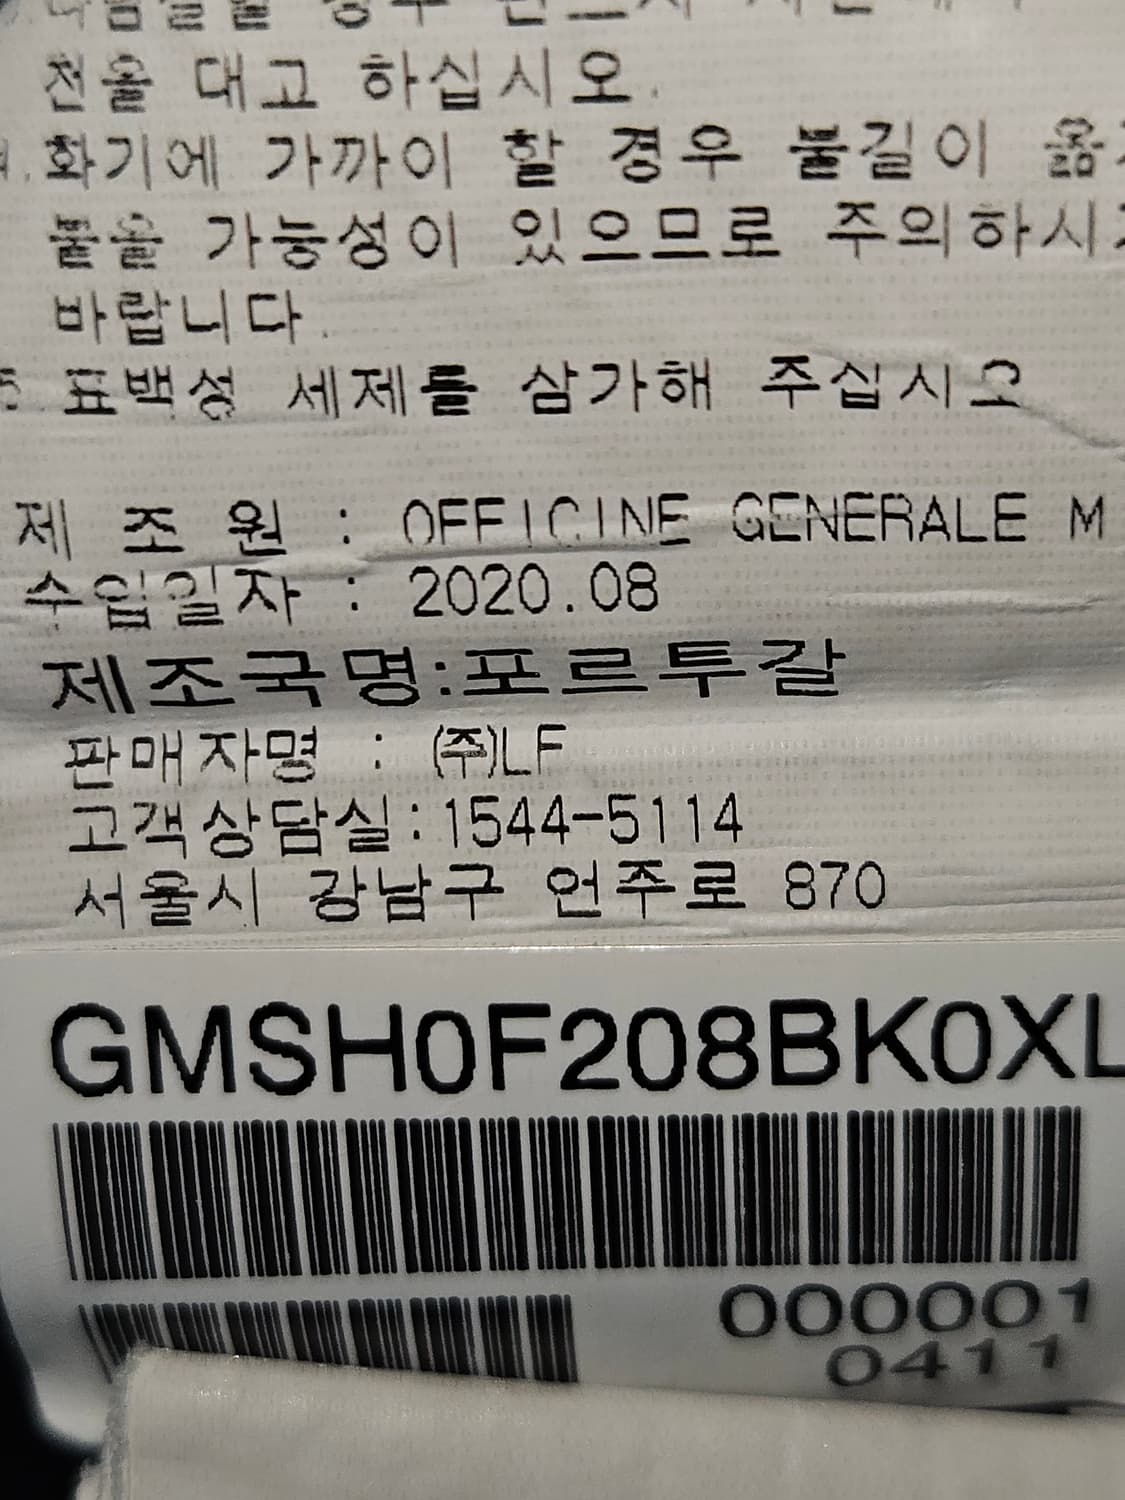 천을 대고 하십시오.
화기에 가까이 할 경우 불길이
붙을 가능성이 있으므로 주의하시
바랍니다.
5.표백성 세제를 삼가해 주십시오
제 조 원 : OFFICINE GENERALE M
수입일자 : 2020.08
제조국명:포르투갈
판매자명 : (주)LF
고객상담실:1544-5114
서울시 강남구 언주로 870
GMSH0F208BK0XL
000001
0411